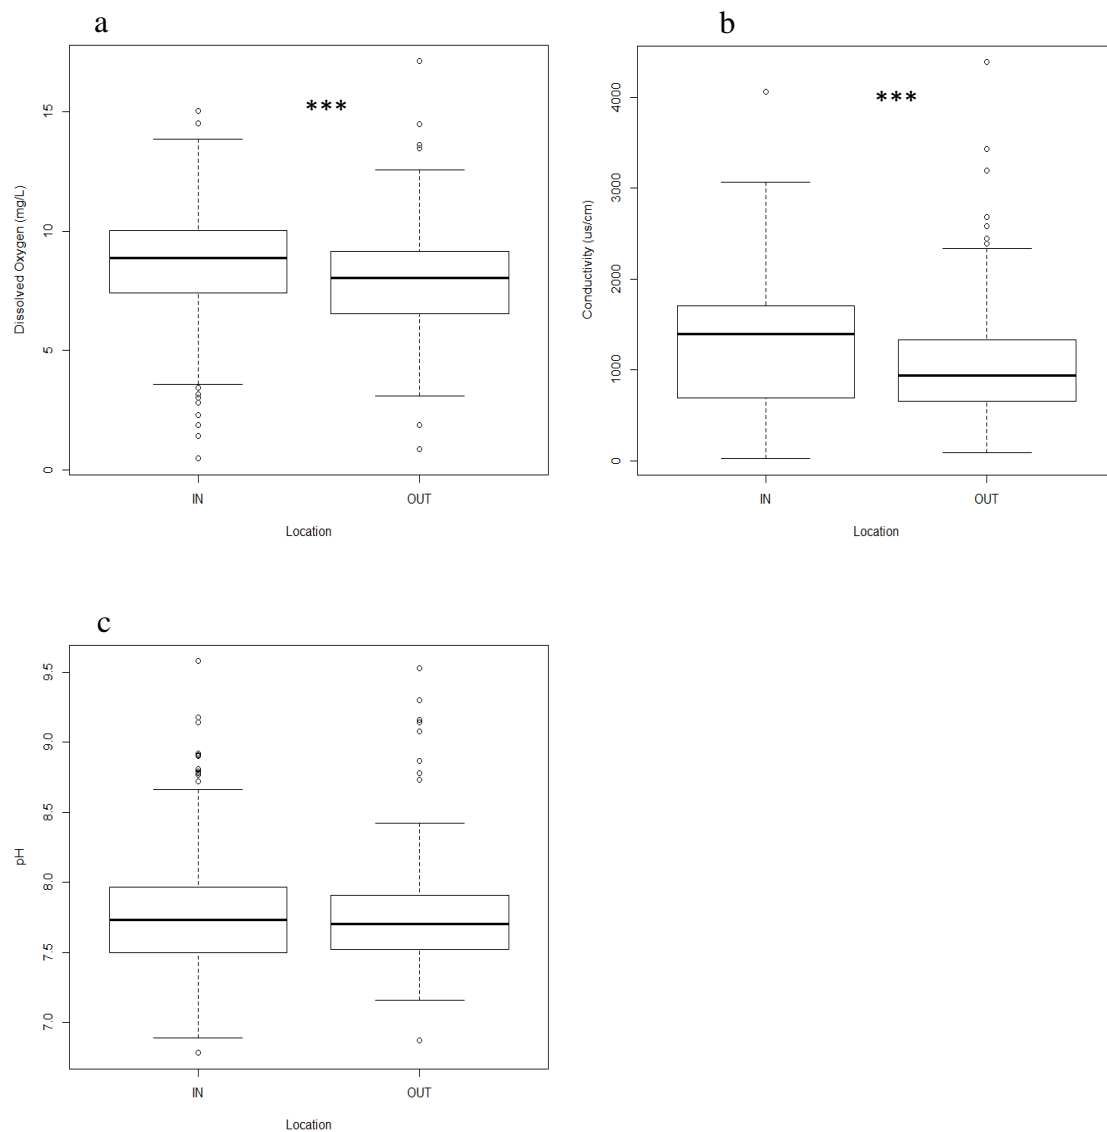 a
***
Dissolved Oxygen (mg/L)
15
10
5
0
IN
OUT
Location
b
***
Conductivity (us/cm)
4000
3000
2000
1000
0
IN
OUT
Location
c
pH
9.5
9.0
8.5
8.0
7.5
7.0
IN
OUT
Location